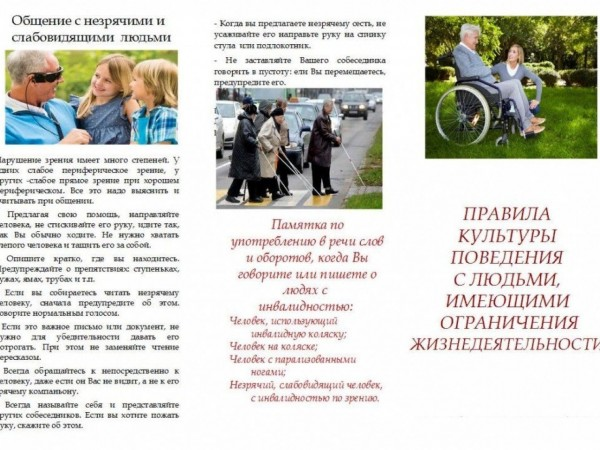 Общение с незрячими и
слабовидящими людьми
Нарушение зрения имеет много степеней. У
одних слабое периферическое зрение, у
других -слабое прямое зрение при хорошем
периферическом. Все это надо выяснить и
учитывать при общении.
Предлагая свою помощь, направляйте
человека, не стискивайте его руку, идите так,
как Вы обычно ходите. Не нужно хватать
слепого человека и тащить его за собой.
Опишите кратко, где вы находитесь.
Предупреждайте о препятствиях ступеньках,
лужах, ямах, трубах и т.п.
Если вы собираетесь читать незрячему
человеку, сначала предупредите об этом.
Говорите нормальным голосом.
Если это важное письмо или документ, не
нужно для убедительности давать его
потрогать. При этом не заменяйте чтение
пересказом.
Всегда обращайтесь к непосредственно к
человеку, даже если он Вас не видит, а не к его
зрячему компаньону.
Всегда называйте себя и представляйте
других собеседников. Если вы хотите пожать
руку, скажите об этом.
- Когда вы предлагаете незрячему сесть, не
усаживайте его направьте руку на спинку
стула или подлокотник.
- Не заставляйте Вашего собеседника
говорить в пустоту: ели Вы перемещаетесь,
предупредите его.
Памятка по
употреблению в речи слов
и оборотов, когда Вы
говорите или пишете о
людях с
инвалидностью:
Человек, использующий
инвалидную коляску;
Человек на коляске;
Человек с парализованными
ногами;
Незрячий, слабовидящий человек,
с инвалидностью по зрению.
ПРАВИЛА
КУЛЬТУРЫ
ПОВЕДЕНИЯ
С ЛЮДЬМИ,
ИМЕЮЩИМИ
ОГРАНИЧЕНИЯ
ЖИЗНЕДЕЯТЕЛЬНОСТИ